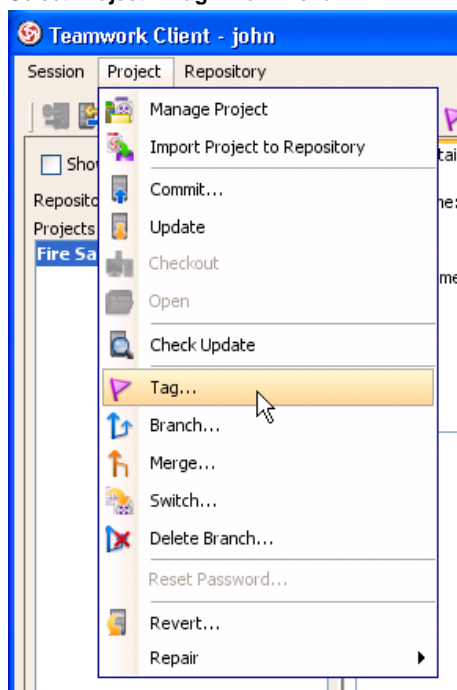 Teamwork Client - john
Session Project Repository
Manage Project
Import Project to Repository
Commit...
Update
Checkout
Open
Check Update
Tag...
Branch...
Merge...
Switch...
Delete Branch...
Reset Password...
Revert...
Repair
Projects
Fire Sa